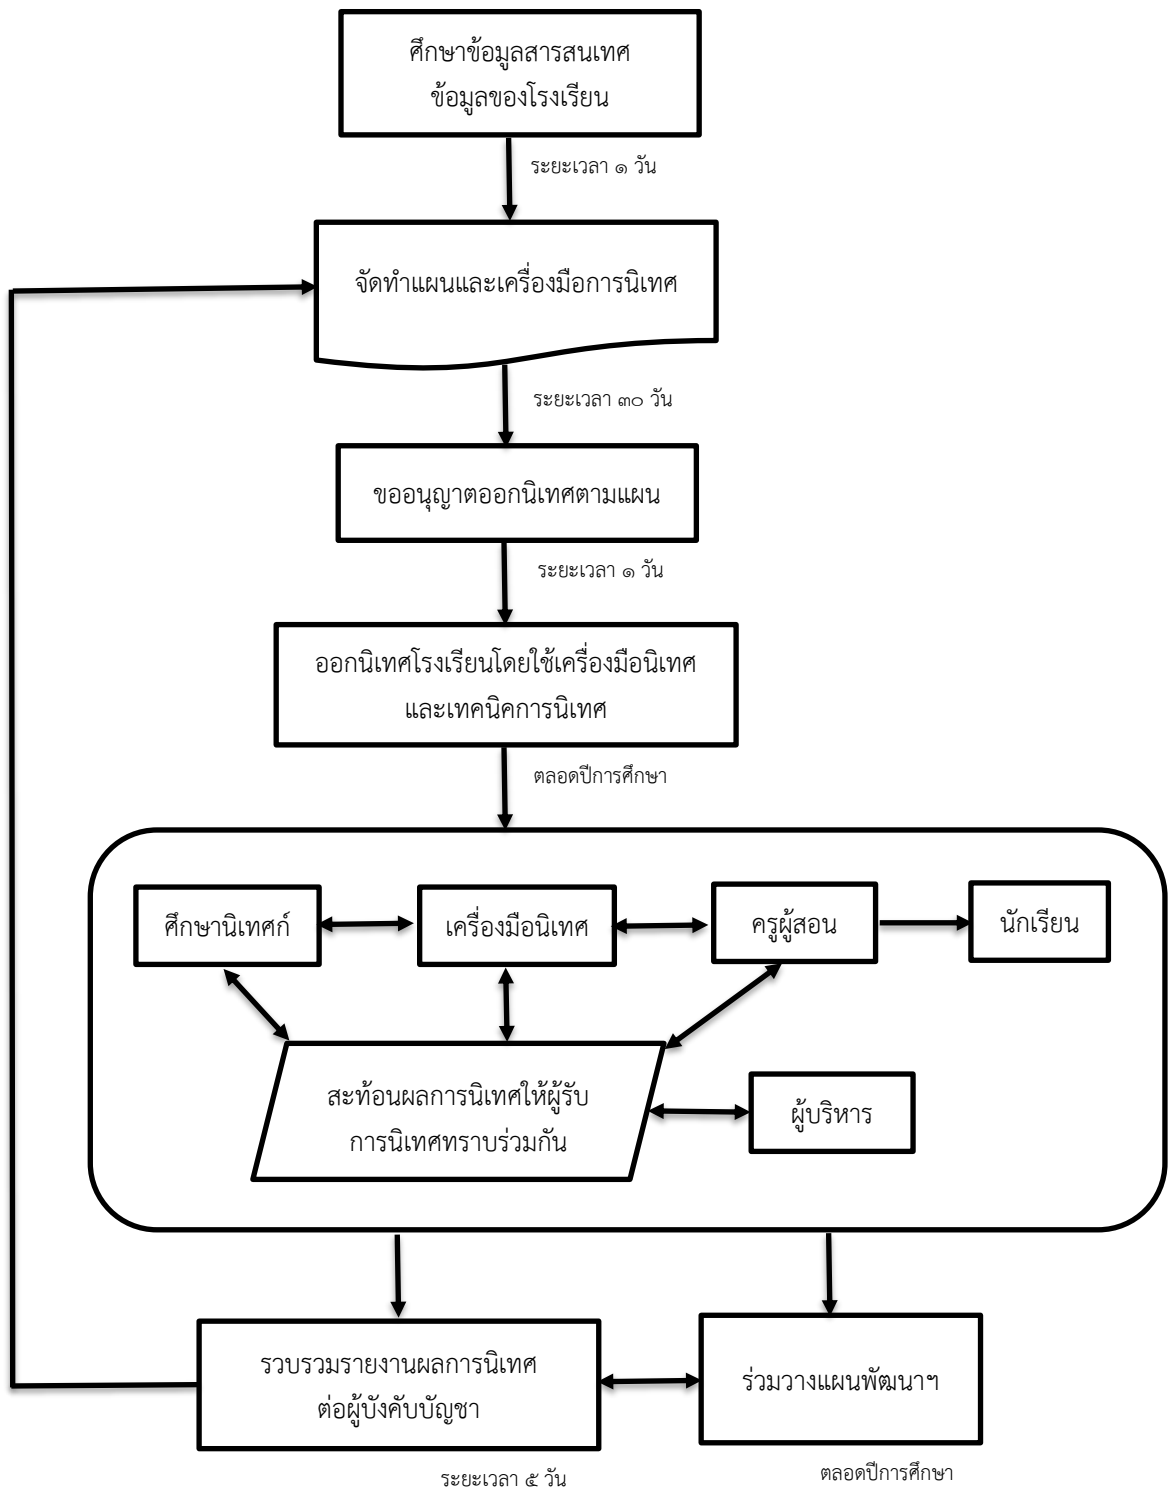 ศึกษาข้อมูลสารสนเทศ
ข้อมูลของโรงเรียน
ระยะเวลา ๑ วัน
จัดทำแผนและเครื่องมือการนิเทศ
ระยะเวลา ๓๐ วัน
ขออนุญาตออกนิเทศตามแผน
ระยะเวลา ๑ วัน
ออกนิเทศโรงเรียนโดยใช้เครื่องมือนิเทศ
และเทคนิคการนิเทศ
ตลอดปีการศึกษา
ศึกษานิเทศก์
เครื่องมือนิเทศ
ครูผู้สอน
นักเรียน
สะท้อนผลการนิเทศให้ผู้รับ
การนิเทศทราบร่วมกัน
ผู้บริหาร
รวบรวมรายงานผลการนิเทศ
ต่อผู้บังคับบัญชา
ระยะเวลา ๕ วัน
ร่วมวางแผนพัฒนาฯ
ตลอดปีการศึกษา